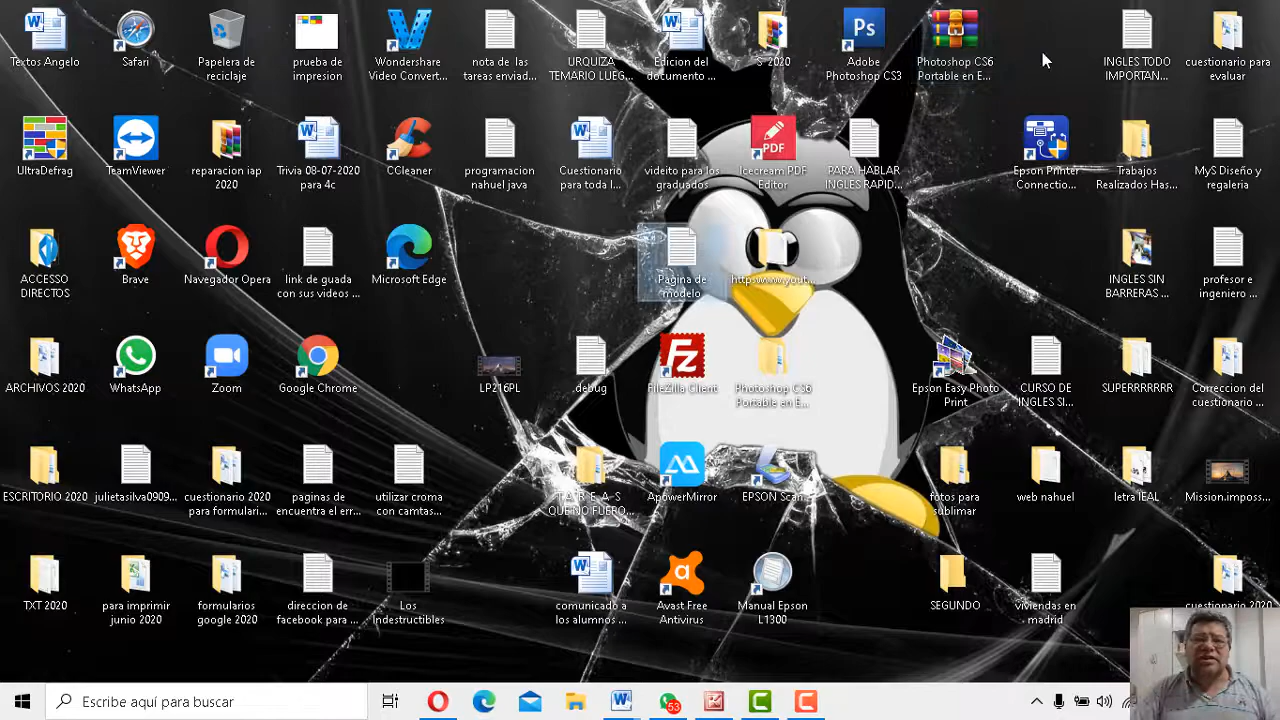 Textos Angelo
Safari
Papelera de
reciclaje
prueba de
impresion
Wondershare
Video Convert...
nota de las
tareas enviad...
URQUIZA
TEMARIO LUEG...
Edicion del
documento ...
S 2020
Adobe
Photoshop CS3
Photoshop CS6
Portable en E...
INGLES TODO
IMPORTAN...
cuestionario para
evaluar
UltraDefrag
TeamViewer
reparacion iap
2020
Trivia 08-07-2020
para 4c
CCleaner
programacion
nahuel java
Cuestionario
para toda l...
videito para los
graduados
PDF
Icecream PDF
Editor
PARA HABLAR
INGLES RAPID...
Epson Printer
Connectio...
Trabajos
Realizados Has...
MyS Diseño y
regaleria
ACCESSO
DIRECTOS
Brave
Navegador Opera
link de guada
con sus videos ...
Microsoft Edge
Pagina de
modelo
httpswww.yout...
INGLES SIN
BARRERAS ...
profesor e
ingeniero ...
ARCHIVOS 2020
WhatsApp
Zoom
Google Chrome
LP216PL
.debug
FileZilla Client
Photoshop CS6
Portable en E...
Epson Easy Photo
Print
CURSO DE
INGLES SI...
SUPERRRRRRR
Correccion del
cuestionario ...
ESCRITORIO 2020
julietasilva0909...
cuestionario 2020
para formulari...
paginas de
encuentra el err...
utilizar croma
con camtas...
QUE NO FUERO...
ApowerMirror
EPSON Scan
fotos para
sublimar
web nahuel
letra IEAL
Mission.imposs...
TXT 2020
para imprimir
junio 2020
formularios
google 2020
direccion de
facebook para ...
Los
Indestructibles
comunicado a
los alumnos ...
Avast Free
Antivirus
Manual Epson
L1300
SEGUNDO
viviendas en
madrid
cuestionario 2020
Escribe aquí para buscar
53